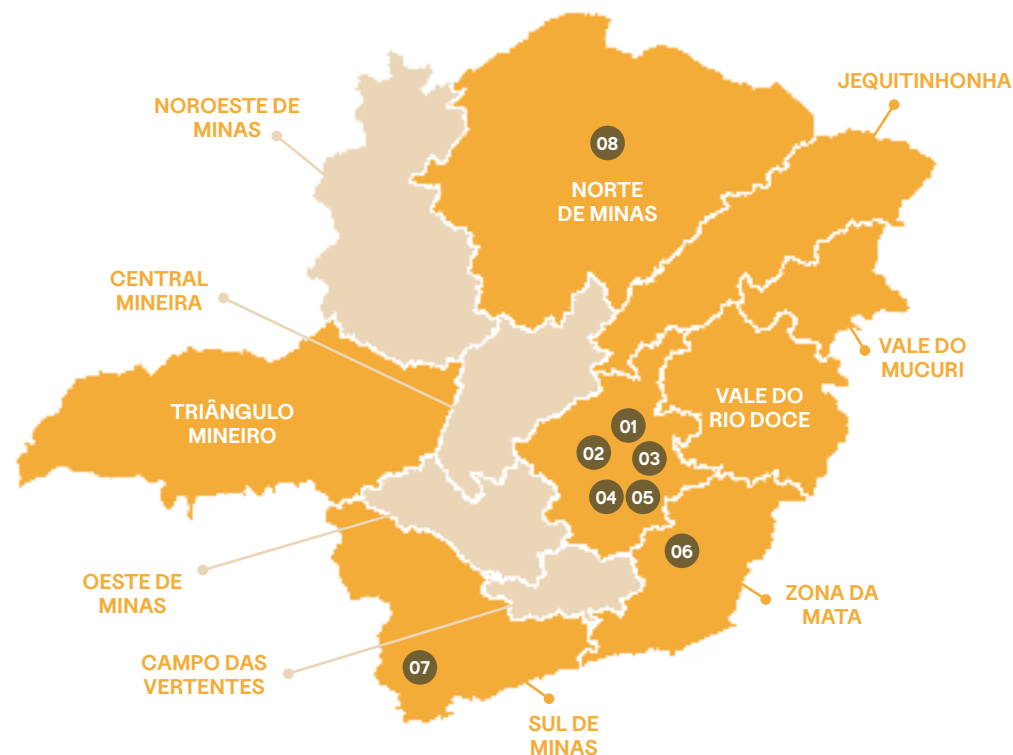 JEQUITINHONHA
NOROESTE DE
MINAS
08
NORTE
DE MINAS
CENTRAL
MINEIRA
VALE DO
MUCURI
TRIÂNGULO
MINEIRO
VALE DO
RIO DOCE
01
02
03
04
05
06
OESTE DE
MINAS
ZONA DA
MATA
CAMPO DAS
VERTENTES
07
SUL DE
MINAS